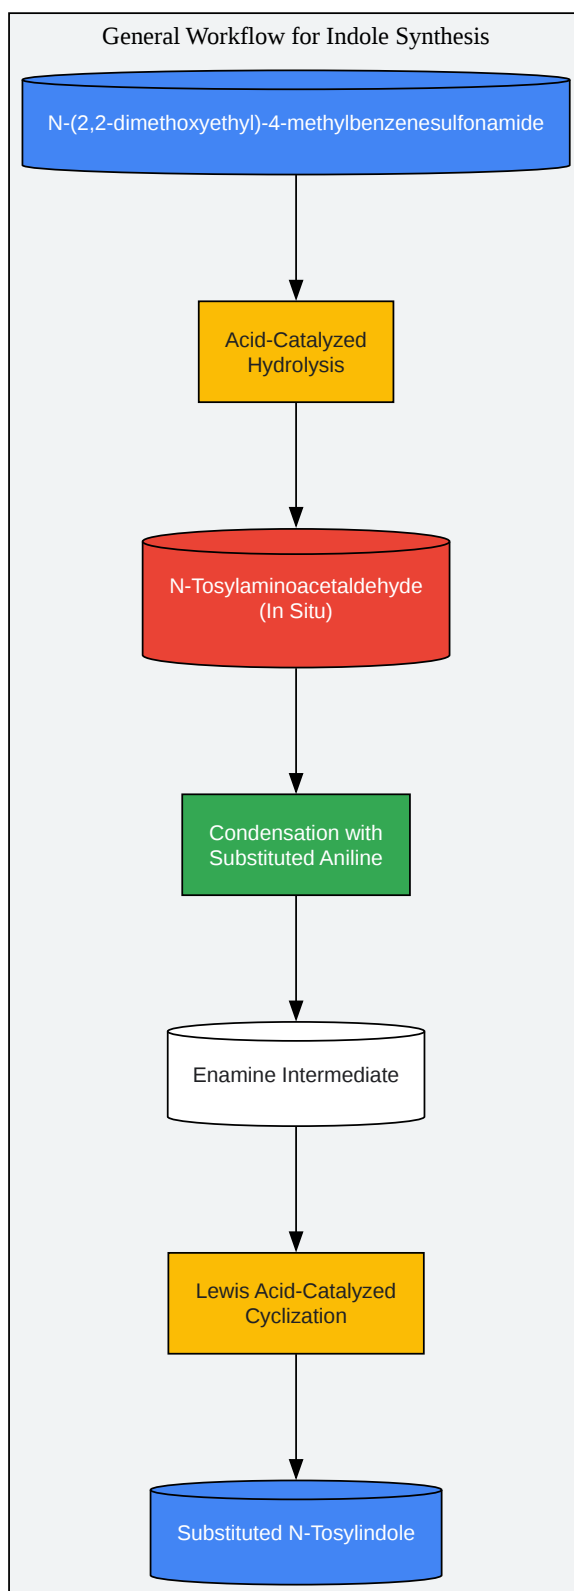 General Workflow for Indole Synthesis
N-(2,2-dimethoxyethyl)-4-methylbenzenesulfonamide
Acid-Catalyzed
Hydrolysis
N-Tosylaminoacetaldehyde
(In Situ)
Condensation with
Substituted Aniline
Enamine Intermediate
Lewis Acid-Catalyzed
Cyclization
Substituted N-Tosylindole